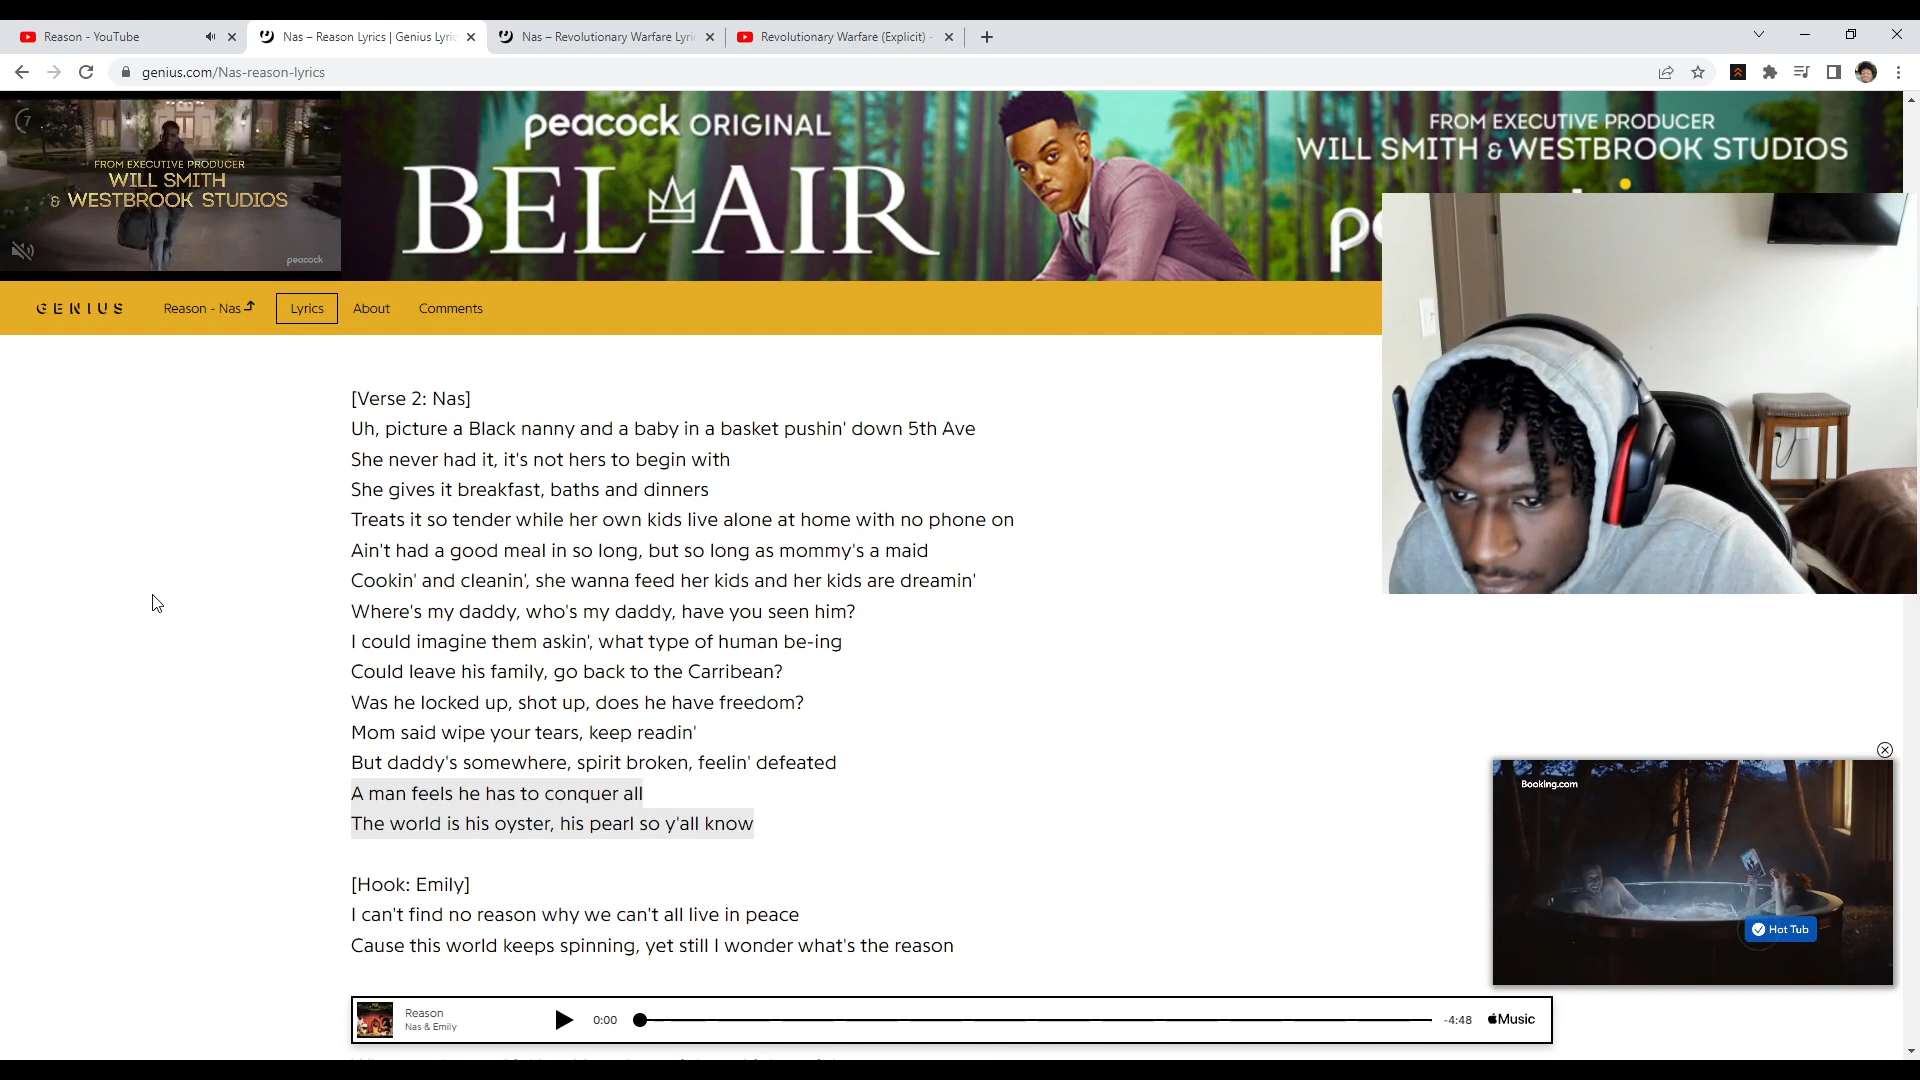 Reason - YouTube
Nas – Reason Lyrics | Genius Lyric
Nas – Revolutionary Warfare Lyri
Revolutionary Warfare (Explicit) -
genius.com/Nas-reason-lyrics
7
FROM EXECUTIVE PRODUCER
WILL SMITH
& WESTBROOK STUDIOS
peacock
peacock ORIGINAL
BEL AIR
FROM EXECUTIVE PRODUCER
WILL SMITH & WESTBROOK STUDIOS
GENIUS
Reason - Nas
Lyrics
About
Comments
[Verse 2: Nas]
Uh, picture a Black nanny and a baby in a basket pushin' down 5th Ave
She never had it, it's not hers to begin with
She gives it breakfast, baths and dinners
Treats it so tender while her own kids live alone at home with no phone on
Ain't had a good meal in so long, but so long as mommy's a maid
Cookin' and cleanin', she wanna feed her kids and her kids are dreamin'
Where's my daddy, who's my daddy, have you seen him?
I could imagine them askin', what type of human be-ing
Could leave his family, go back to the Carribean?
Was he locked up, shot up, does he have freedom?
Mom said wipe your tears, keep readin'
But daddy's somewhere, spirit broken, feelin' defeated
A man feels he has to conquer all
The world is his oyster, his pearl so y'all know
[Hook: Emily]
I can't find no reason why we can't all live in peace
Cause this world keeps spinning, yet still I wonder what's the reason
Booking.com
Hot Tub
Reason
Nas & Emily
0:00
-4:48
Music